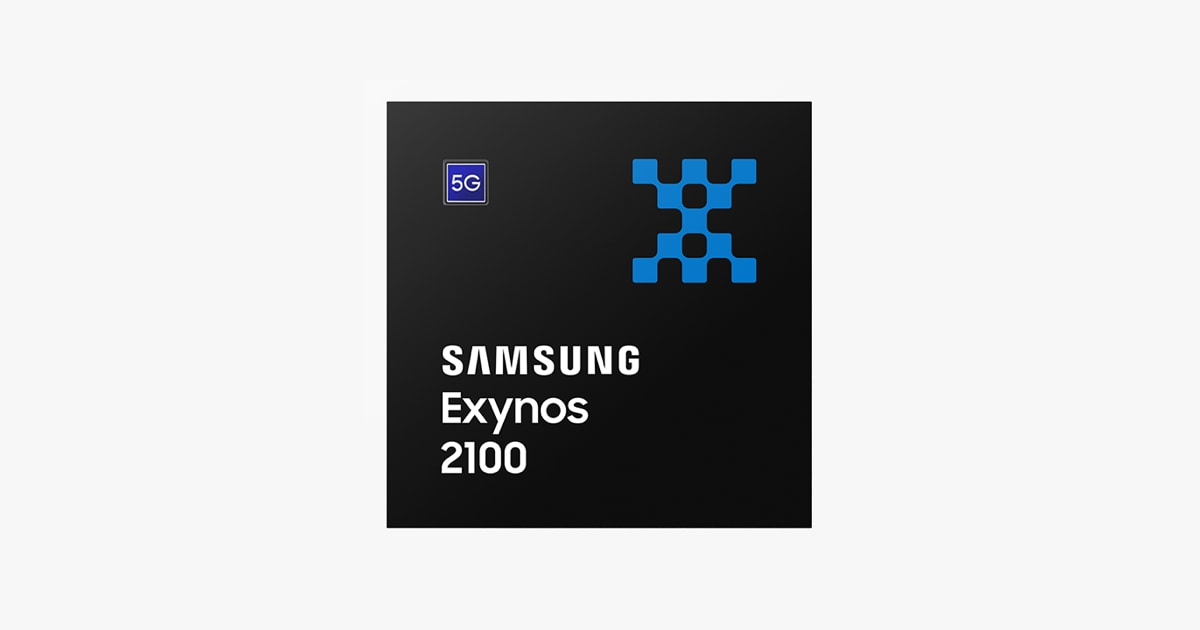 5G
SAMSUNG
Exynos
2100